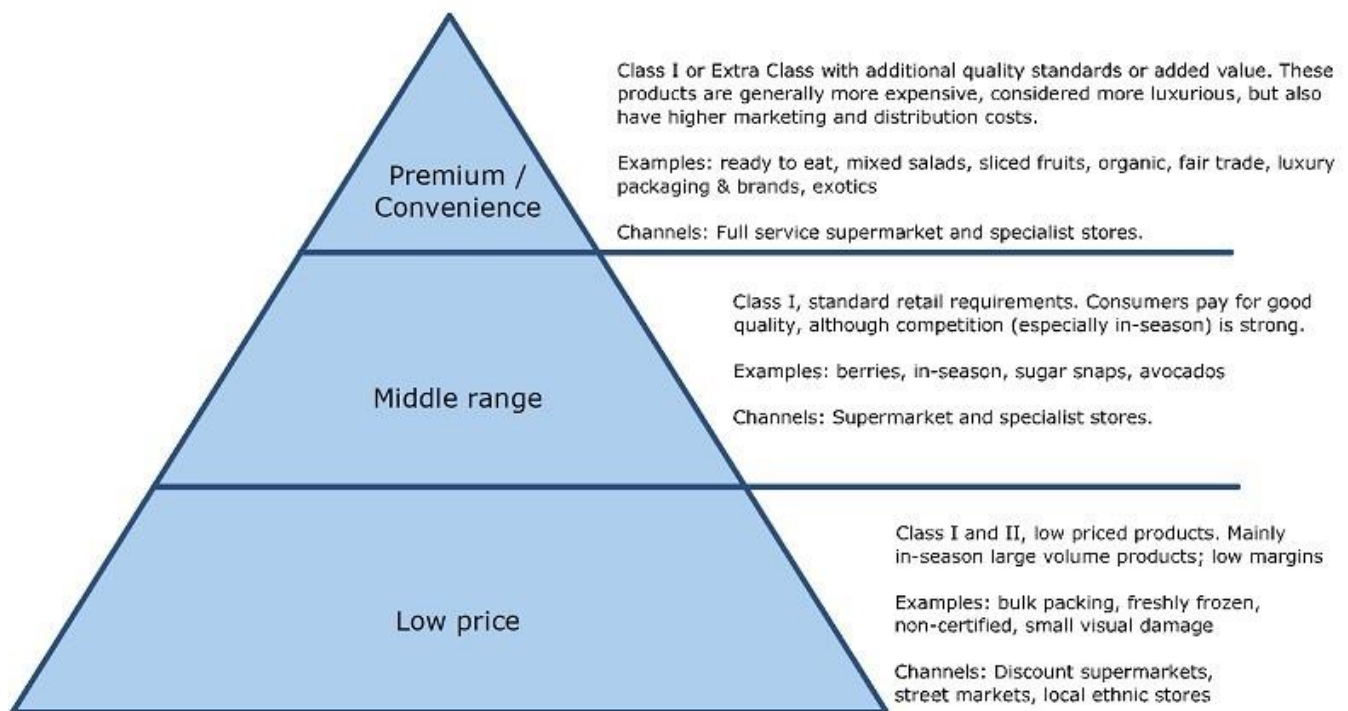 Class I or Extra Class with additional quality standards or added value. These
products are generally more expensive, considered more luxurious, but also
have higher marketing and distribution costs.
Examples: ready to eat, mixed salads, sliced fruits, organic, fair trade, luxury
packaging & brands, exotics
Channels: Full service supermarket and specialist stores.
Premium /
Convenience
Class I, standard retail requirements. Consumers pay for good
quality, although competition (especially in-season) is strong.
Examples: berries, in-season, sugar snaps, avocados
Channels: Supermarket and specialist stores.
Middle range
Class I and II, low priced products. Mainly
in-season large volume products; low margins
Examples: bulk packing, freshly frozen,
non-certified, small visual damage
Channels: Discount supermarkets,
street markets, local ethnic stores
Low price